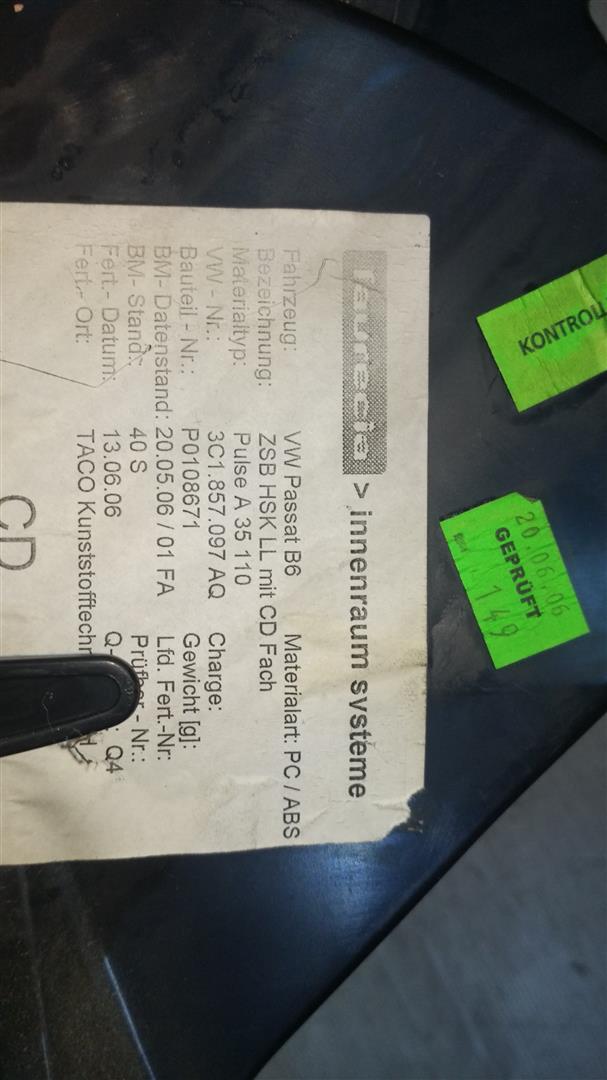 faurecia > innenraum systeme
Fahrzeug: VW Passat B6 Materialart: PC / ABS
Bezeichnung: ZSB HSK LL mit CD Fach
Materialtyp: Pulse A 35 110
VW - Nr.: 3C1.857.097 AQ Charge:
Bauteil - Nr.: P0108671 Gewicht [g]:
BM- Datenstand: 20.05.06 / 01 FA Lfd. Fert.-Nr:
BM- Stand: 40 S - Nr.:
Fert.- Datum: 13.06.06 Q- : Q4
Fert.- Ort: TACO
CD
KONTROLL
20.06.06
GEPRÜFT
149